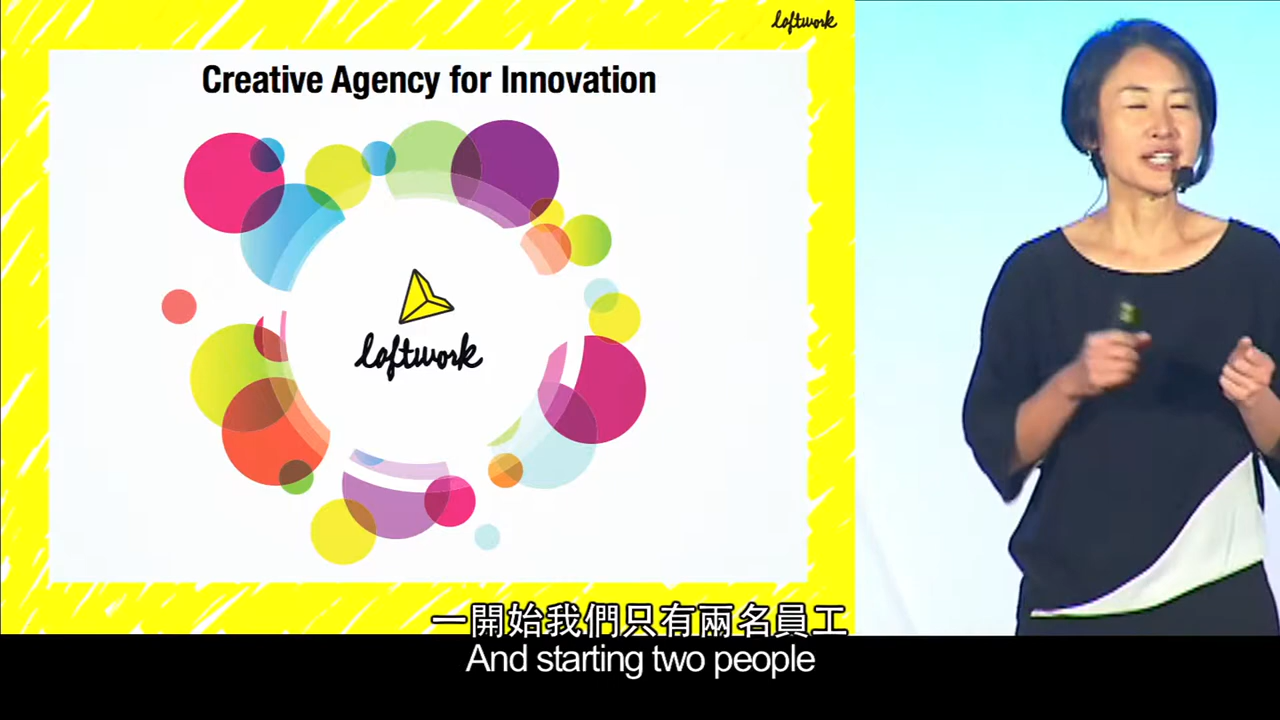 loftwork
Creative Agency for Innovation
loftwork
一開始我們只有兩名員工
And starting two people